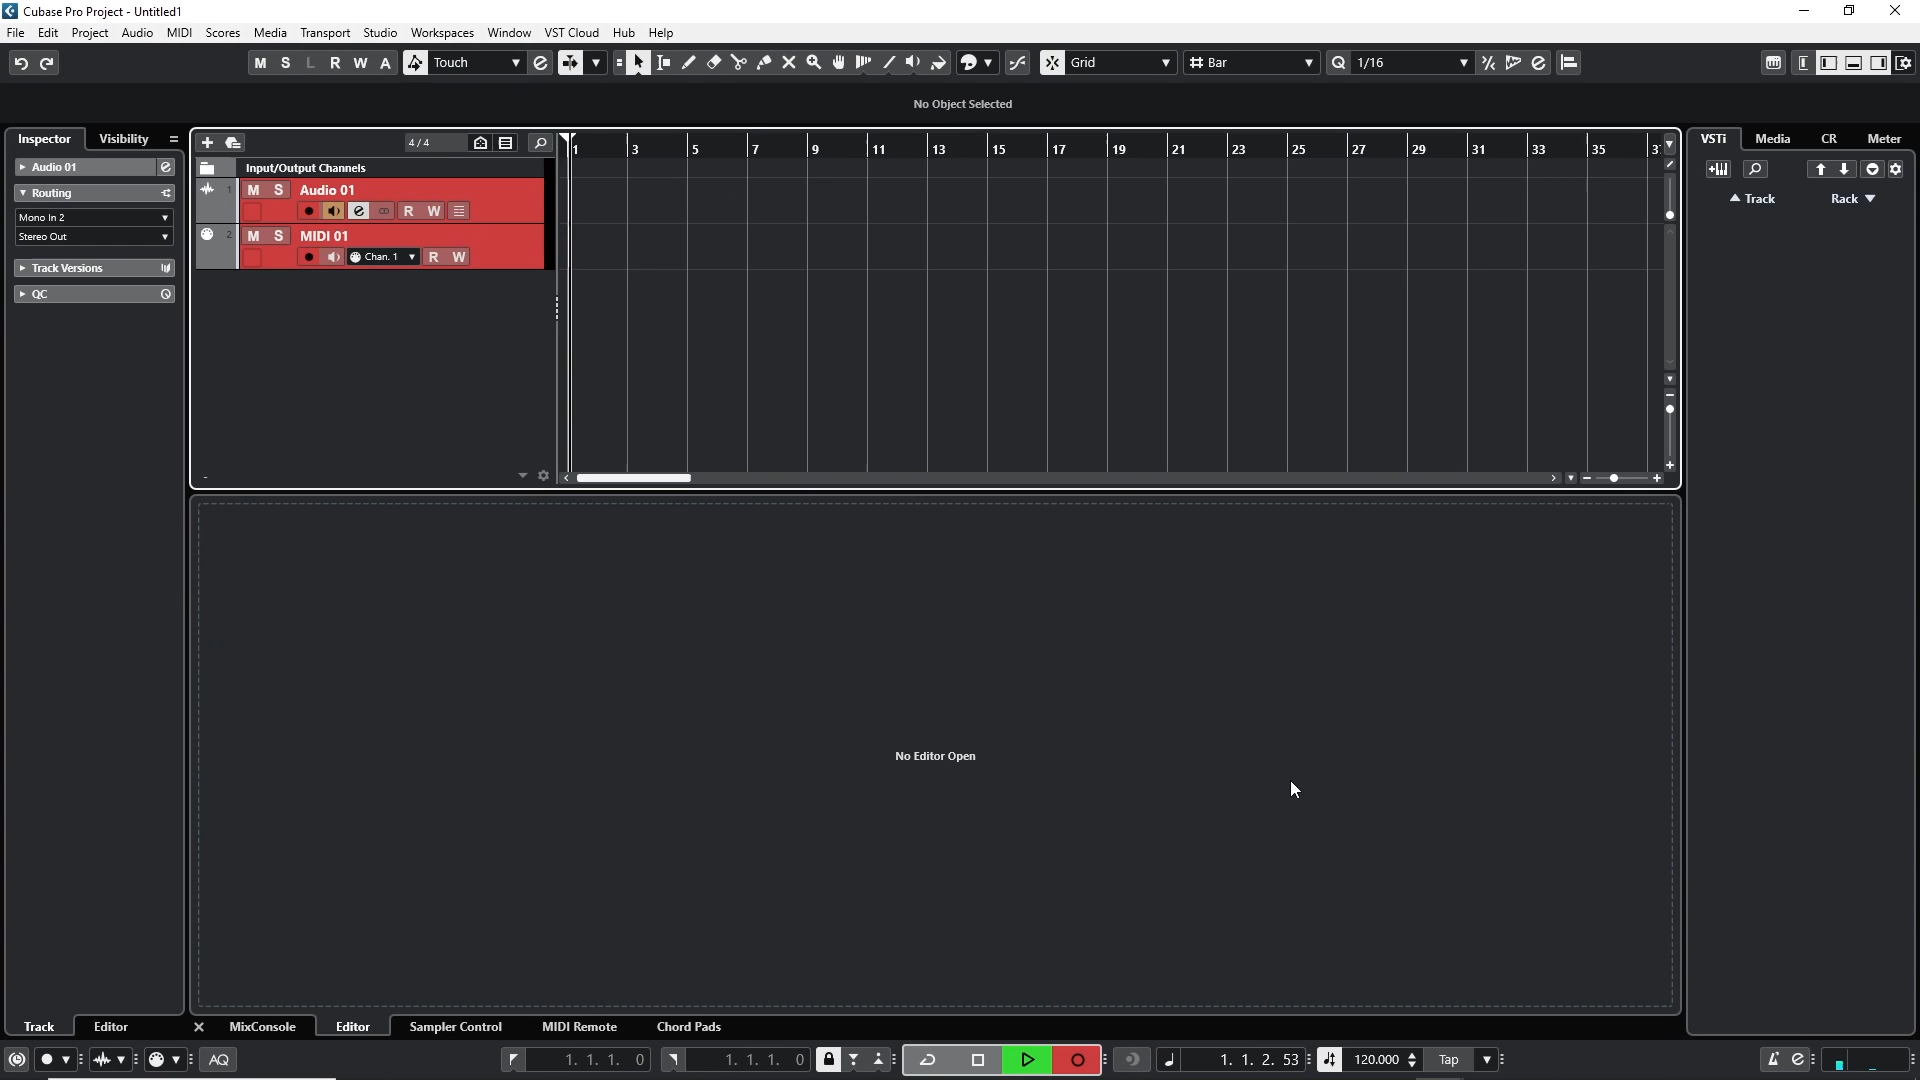 Cubase Pro Project - Untitled1
File Edit Project Audio MIDI Scores Media Transport Studio Workspaces Window VST Cloud Hub Help
M S L R W A Touch Grid Bar Q 1/16
No Object Selected
Inspector Visibility
Audio 01
Routing
Mono In 2
Stereo Out
Track Versions
QC
4/4
Input/Output Channels
1 M S Audio 01
R W
2 M S MIDI 01
Chan. 1 R W
1 3 5 7 9 11 13 15 17 19 21 23 25 27 29 31 33 35
VSTi Media CR Meter
Track Rack
No Editor Open
Track Editor
MixConsole Editor Sampler Control MIDI Remote Chord Pads
AQ 1. 1. 1. 0 1. 1. 1. 0 1. 1. 2. 53 120.000 Tap